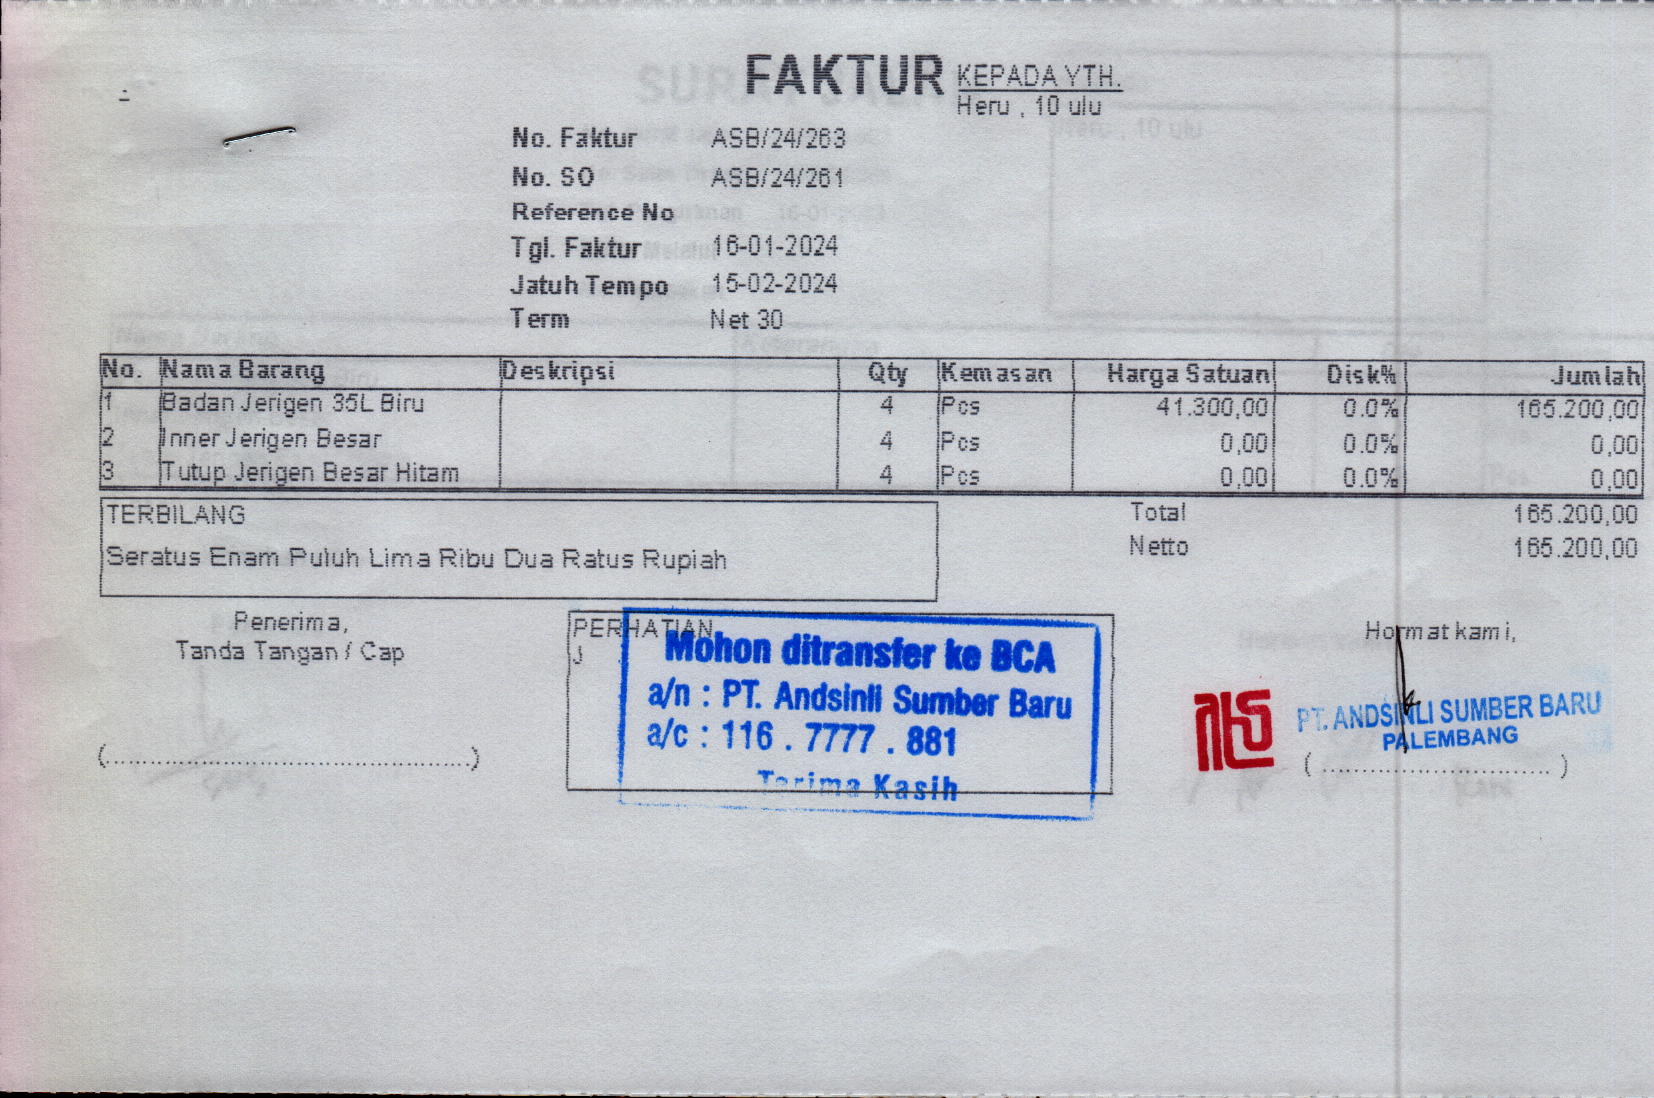 FAKTUR
KEPADA YTH.
Heru , 10 ulu
No. Faktur ASB/24/263
No. SO ASB/24/261
Reference No
Tgl. Faktur 16-01-2024
Jatuh Tempo 15-02-2024
Term Net 30
No. Nama Barang Deskripsi Qty Kemasan Harga Satuan Disk% Jumlah
1 Badan Jerigen 35L Biru 4 Pcs 41.300,00 0.0% 165.200,00
2 Inner Jerigen Besar 4 Pcs 0,00 0.0% 0,00
3 Tutup Jerigen Besar Hitam 4 Pcs 0,00 0.0% 0,00
TERBILANG
Seratus Enam Puluh Lima Ribu Dua Ratus Rupiah
Total 165.200,00
Netto 165.200,00
Penerima,
Tanda Tangan / Cap
(..............................................)
PERHATIAN
Mohon ditransfer ke BCA
a/n : PT. Andsinli Sumber Baru
a/c : 116 . 7777 . 881
Terima Kasih
Hormat kami,
PT. ANDSINLI SUMBER BARU
PALEMBANG
( ............................ )